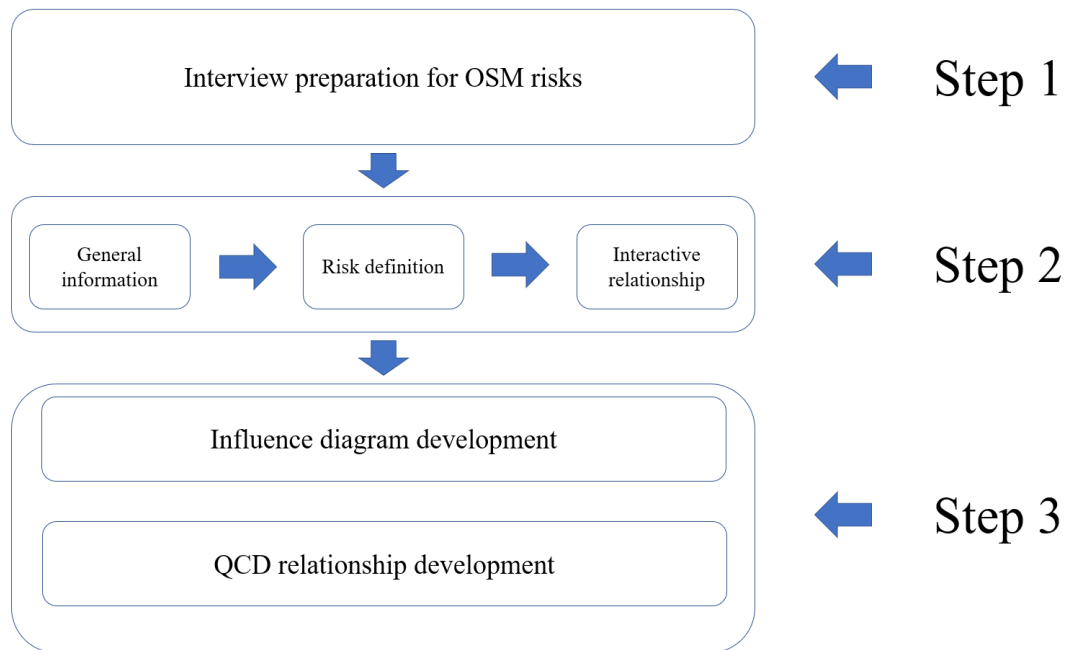 Interview preparation for OSM risks
Step 1
General
information
Risk definition
Interactive
relationship
Step 2
Influence diagram development
QCD relationship development
Step 3